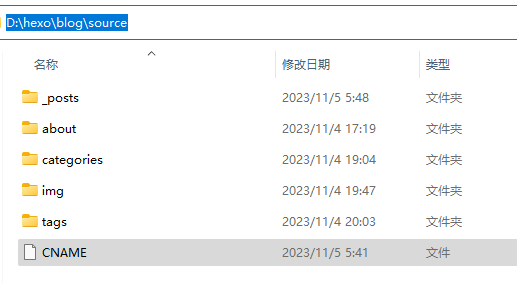 D:\hexo\blog\source
名称 修改日期 类型
_posts 2023/11/5 5:48 文件夹
about 2023/11/4 17:19 文件夹
categories 2023/11/4 19:04 文件夹
img 2023/11/4 19:47 文件夹
tags 2023/11/4 20:03 文件夹
CNAME 2023/11/5 5:41 文件